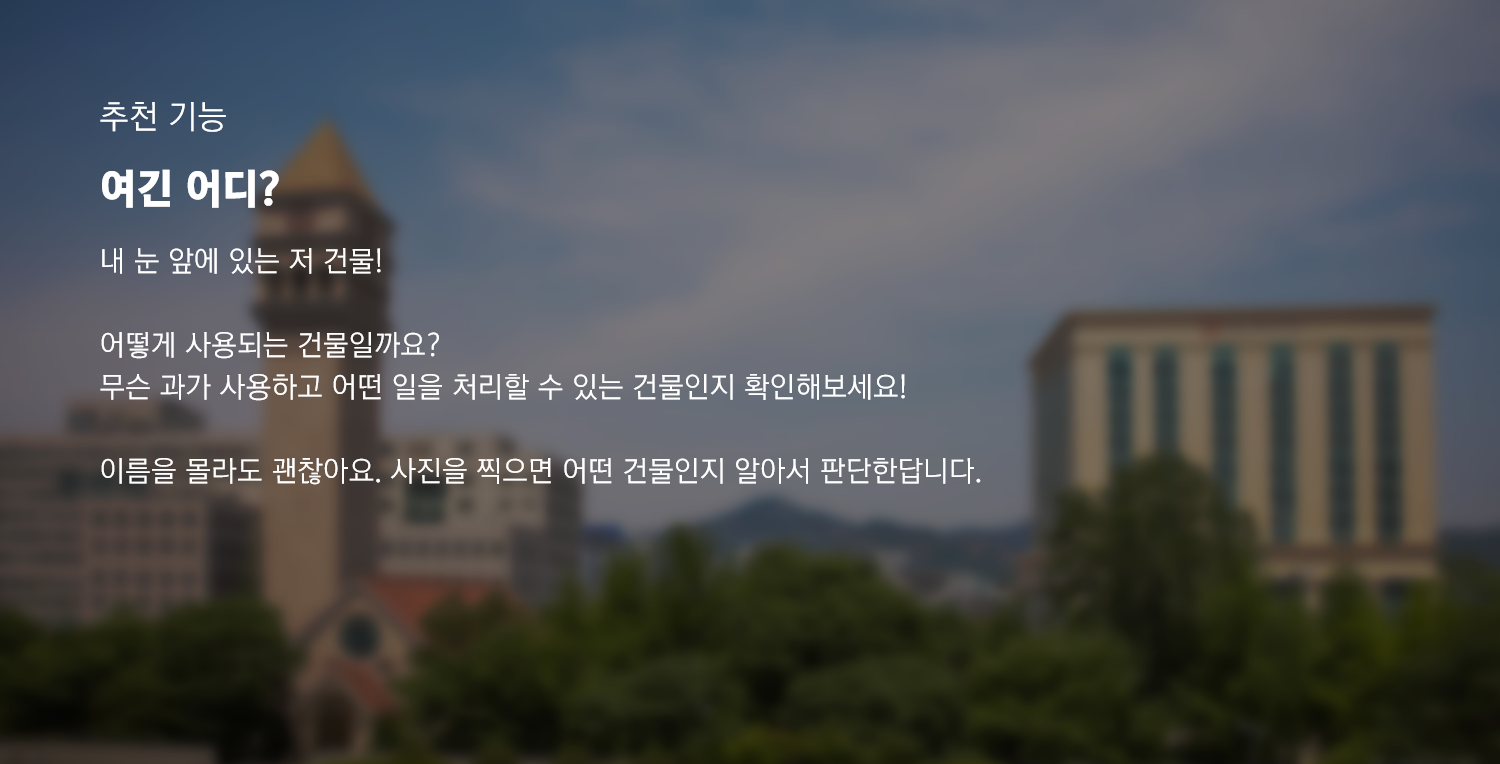 추천 기능
여긴 어디?
내 눈 앞에 있는 저 건물!
어떻게 사용되는 건물일까요?
무슨 과가 사용하고 어떤 일을 처리할 수 있는 건물인지 확인해보세요!
이름을 몰라도 괜찮아요. 사진을 찍으면 어떤 건물인지 알아서 판단한답니다.